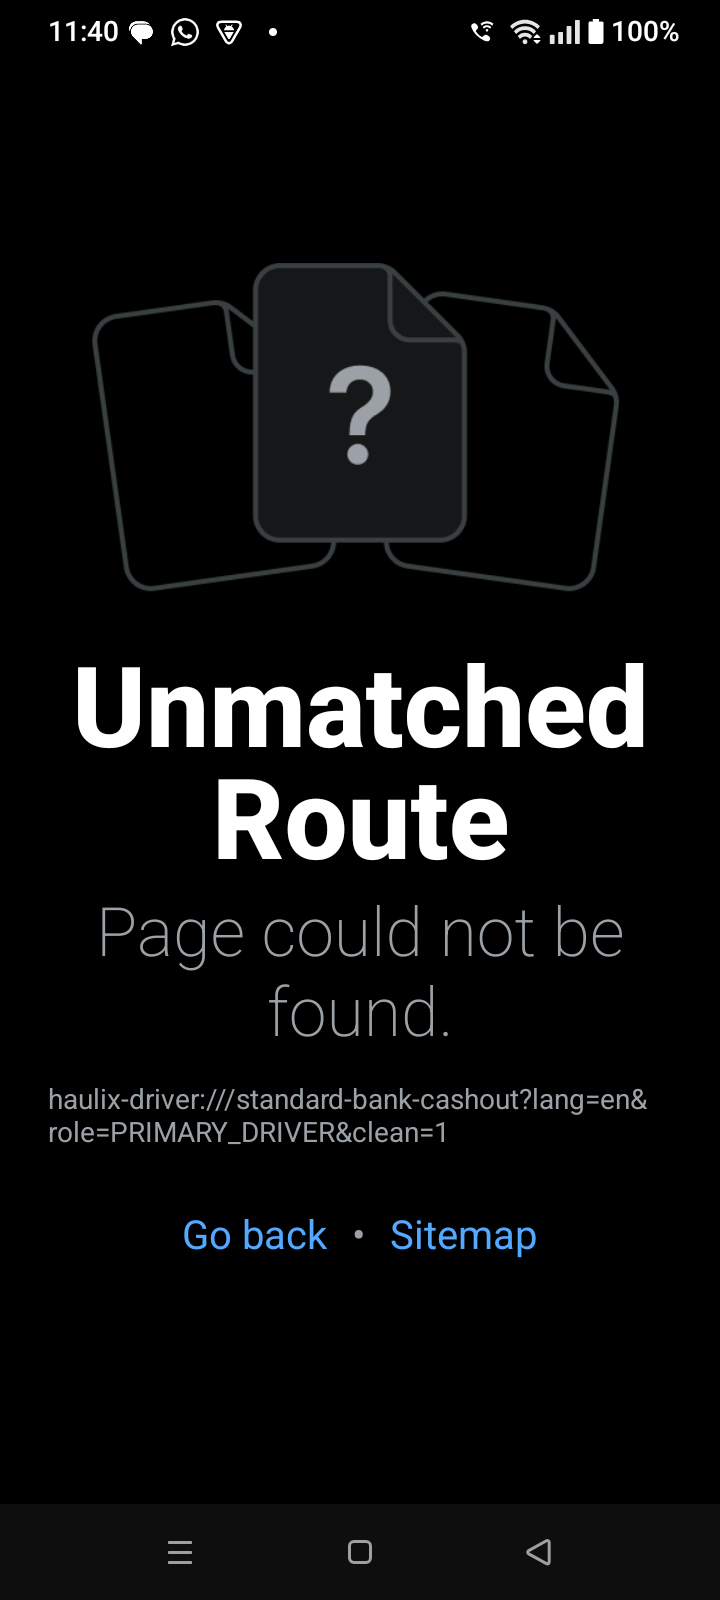 11:40
100%
?
Unmatched
Route
Page could not be
found.
haulix-driver:///standard-bank-cashout?lang=en&
role=PRIMARY_DRIVER&clean=1
Go back • Sitemap